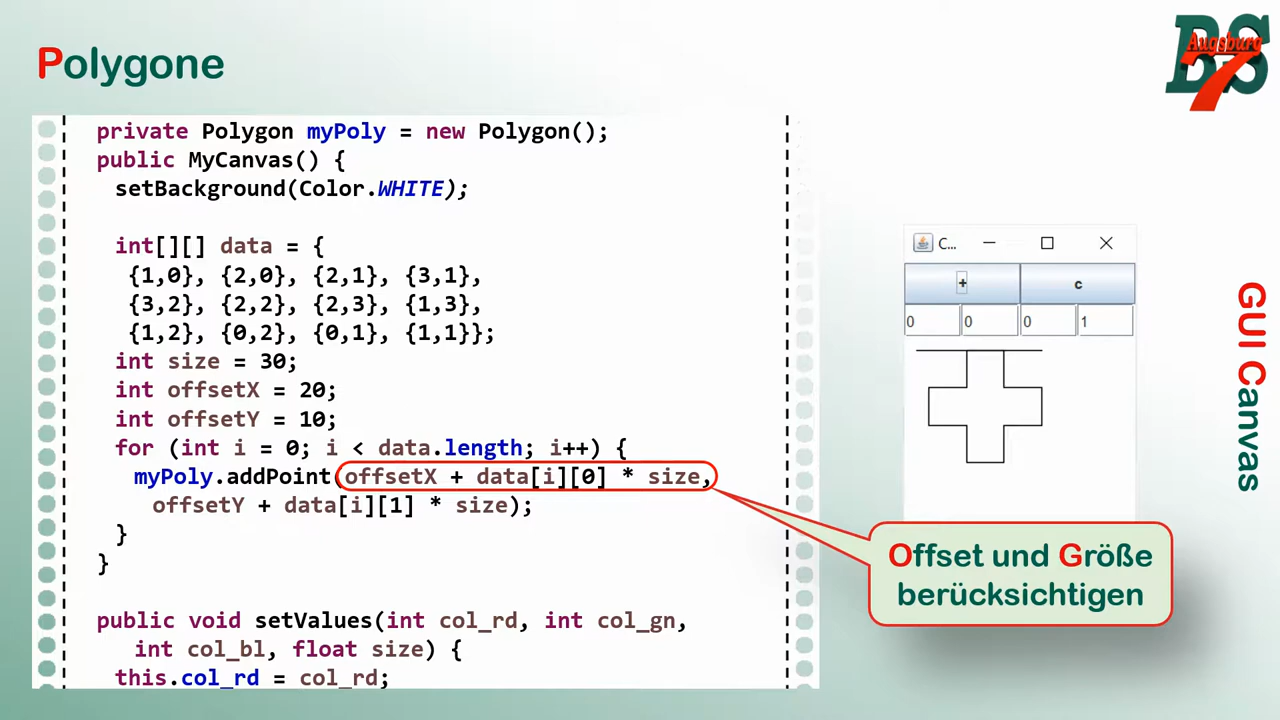 Polygone
private Polygon myPoly = new Polygon();
public MyCanvas() {
setBackground(Color.WHITE);
int[][] data = {
{1,0}, {2,0}, {2,1}, {3,1},
{3,2}, {2,2}, {2,3}, {1,3},
{1,2}, {0,2}, {0,1}, {1,1}};
int size = 30;
int offsetX = 20;
int offsetY = 10;
for (int i = 0; i < data.length; i++) {
myPoly.addPoint(offsetX + data[i][0] * size,
offsetY + data[i][1] * size);
}
}
public void setValues(int col_rd, int col_gn,
int col_bl, float size) {
this.col_rd = col_rd;
BS
Augsburg
7
C...
+ c
0 0 0 1
Offset und Größe
berücksichtigen
GUI Canvas